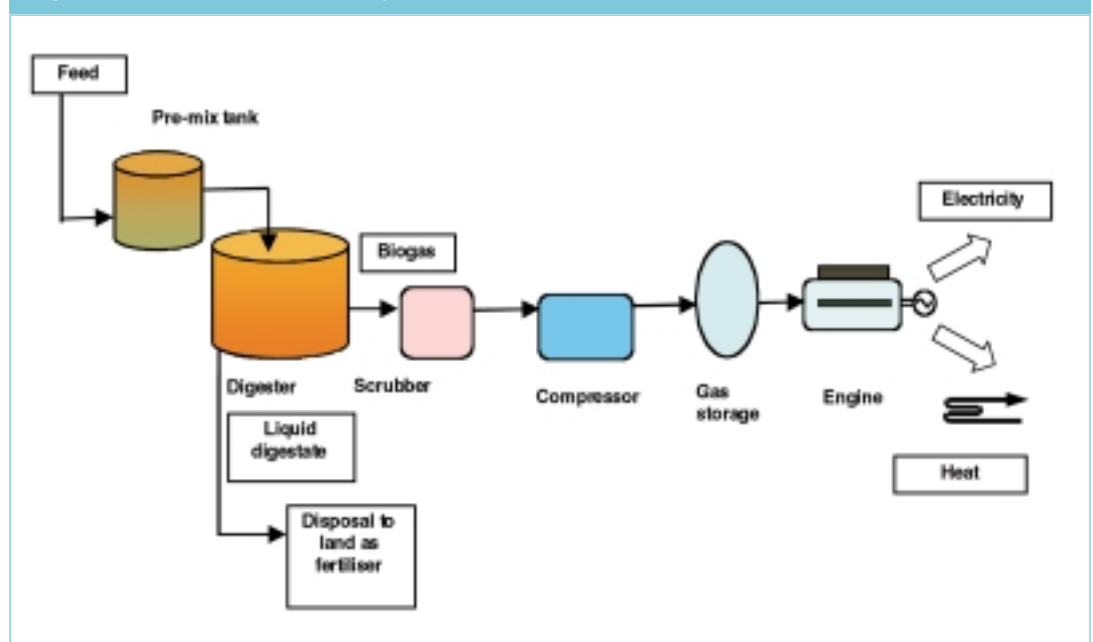 Feed
Pre-mix tank
Electricity
Biogas
Digester
Scrubber
Compressor
Gas
storage
Engine
Liquid
digestate
Heat
Disposal to
land as
fertiliser